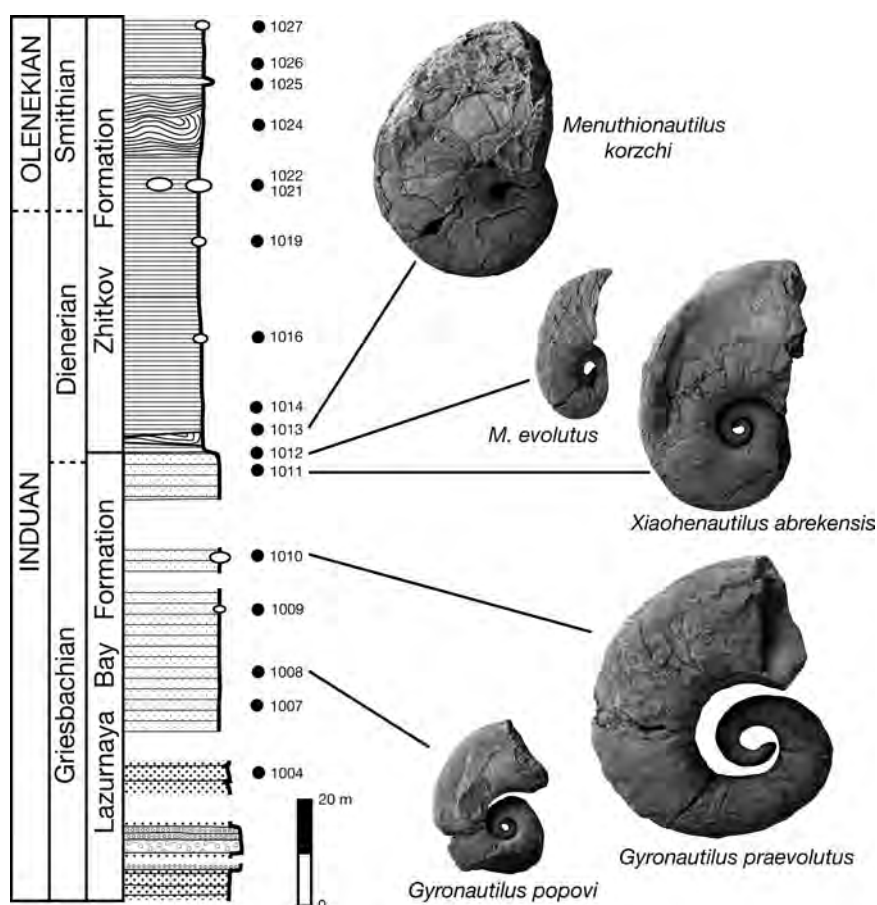 OLENEKIAN
INDUAN
Smithian
Dienerian
Griesbachian
Zhitkov Formation
Lazurnaya Bay Formation
1027
1026
1025
1024
1022
1021
1019
1016
1014
1013
1012
1011
1010
1009
1008
1007
1004
20 m
0
Menuthionautilus
korzchi
M. evolutus
Xiaohenautilus abrekensis
Gyronautilus praevolutus
Gyronautilus popovi